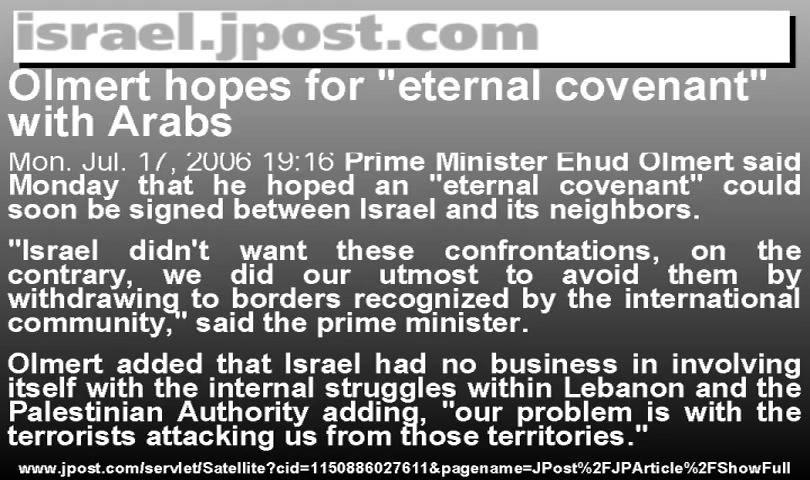 israel.jpost.com
Olmert hopes for "eternal covenant"
with Arabs
Mon. Jul. 17, 2006 19:16 Prime Minister Ehud Olmert said
Monday that he hoped an "eternal covenant" could
soon be signed between Israel and its neighbors.
"Israel didn't want these confrontations, on the
contrary, we did our utmost to avoid them by
withdrawing to borders recognized by the international
community," said the prime minister.
Olmert added that Israel had no business in involving
itself with the internal struggles within Lebanon and the
Palestinian Authority adding, "our problem is with the
terrorists attacking us from those territories."
www.jpost.com/servlet/Satellite?cid=1150886027611&pagename=JPost%2FJPArticle%2FShowFull